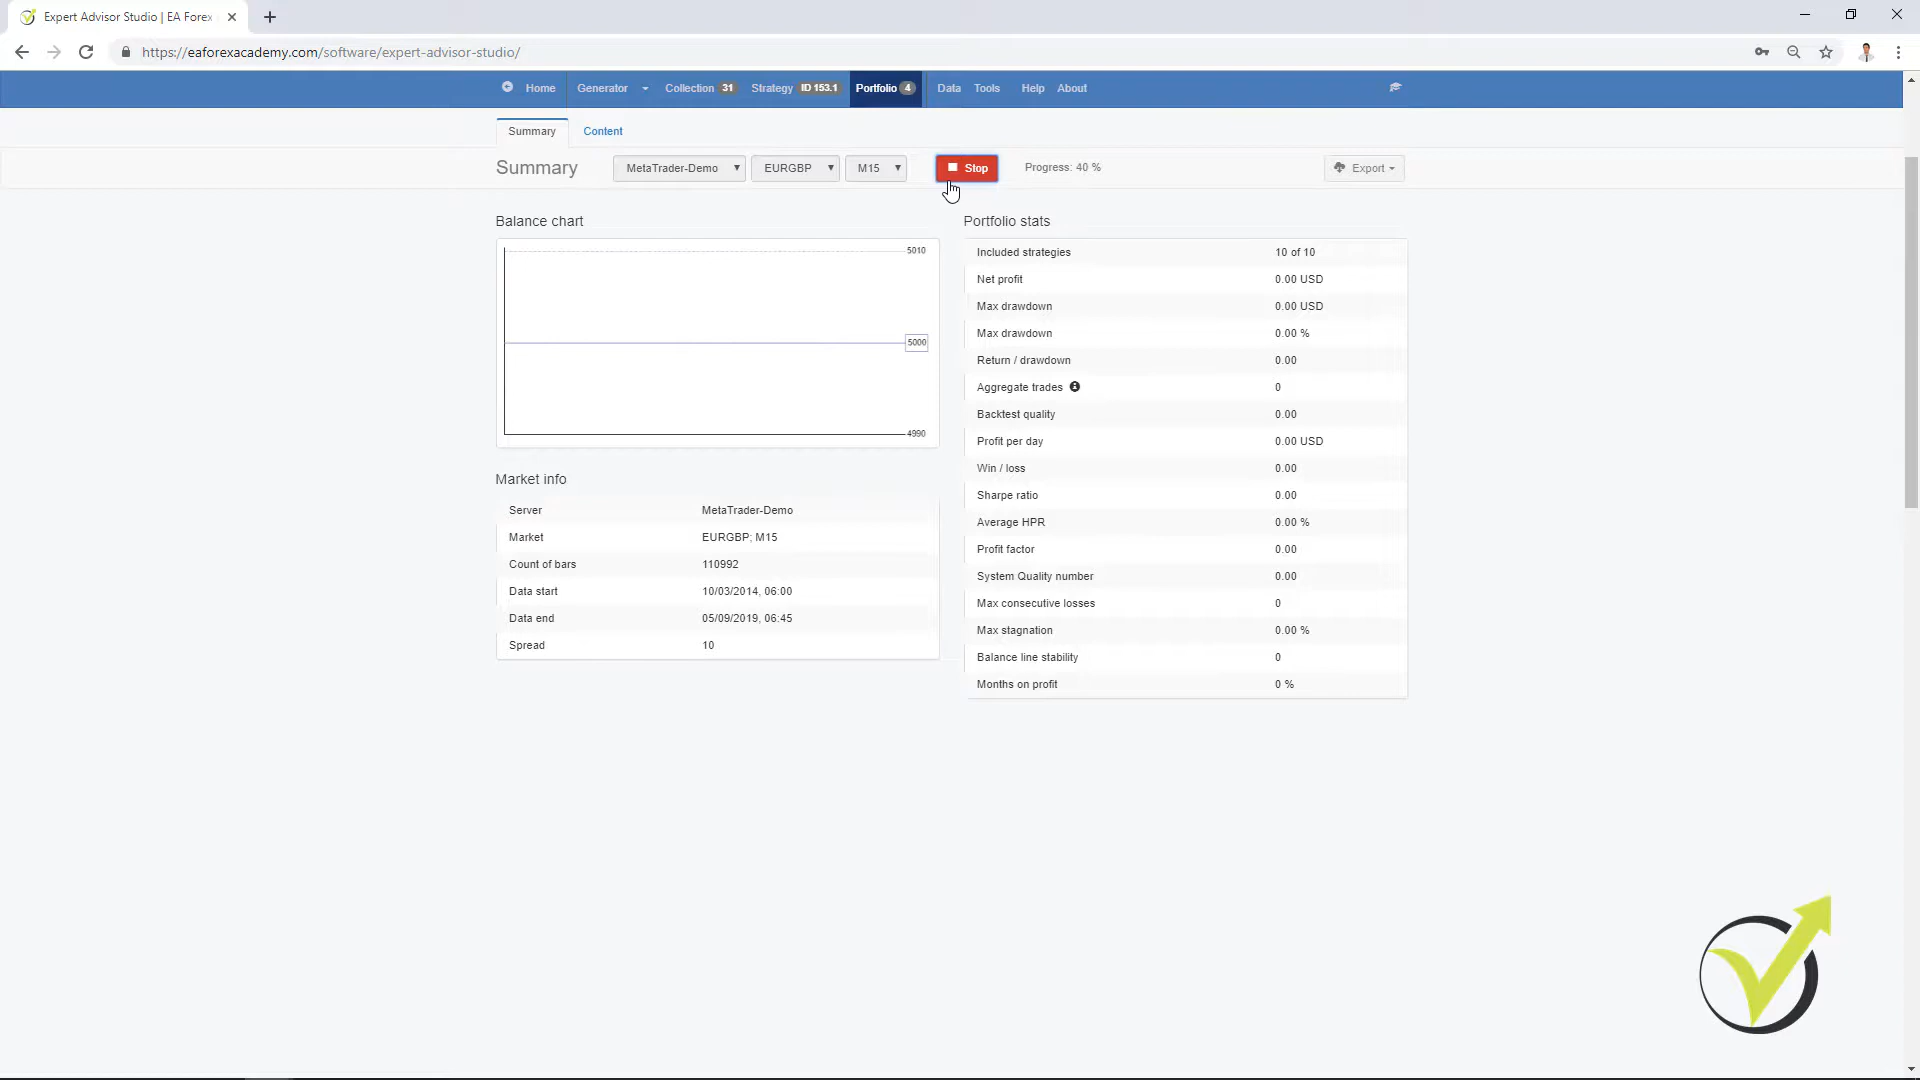 Expert Advisor Studio | EA Forex
https://eaforexacademy.com/software/expert-advisor-studio/
Home Generator Collection 31 Strategy ID 153.1 Portfolio 4 Data Tools Help About
Summary Content
Summary MetaTrader-Demo EURGBP M15 Stop Progress: 40 % Export
Balance chart
5010
5000
4990
Market info
Server MetaTrader-Demo
Market EURGBP; M15
Count of bars 110992
Data start 10/03/2014, 06:00
Data end 05/09/2019, 06:45
Spread 10
Portfolio stats
Included strategies 10 of 10
Net profit 0.00 USD
Max drawdown 0.00 USD
Max drawdown 0.00 %
Return / drawdown 0.00
Aggregate trades 0
Backtest quality 0.00
Profit per day 0.00 USD
Win / loss 0.00
Sharpe ratio 0.00
Average HPR 0.00 %
Profit factor 0.00
System Quality number 0.00
Max consecutive losses 0
Max stagnation 0.00 %
Balance line stability 0
Months on profit 0 %